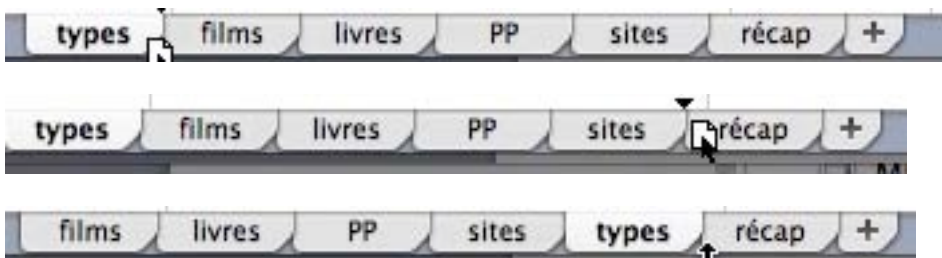 types films livres PP sites récap +
types films livres PP sites récap +
films livres PP sites types récap +